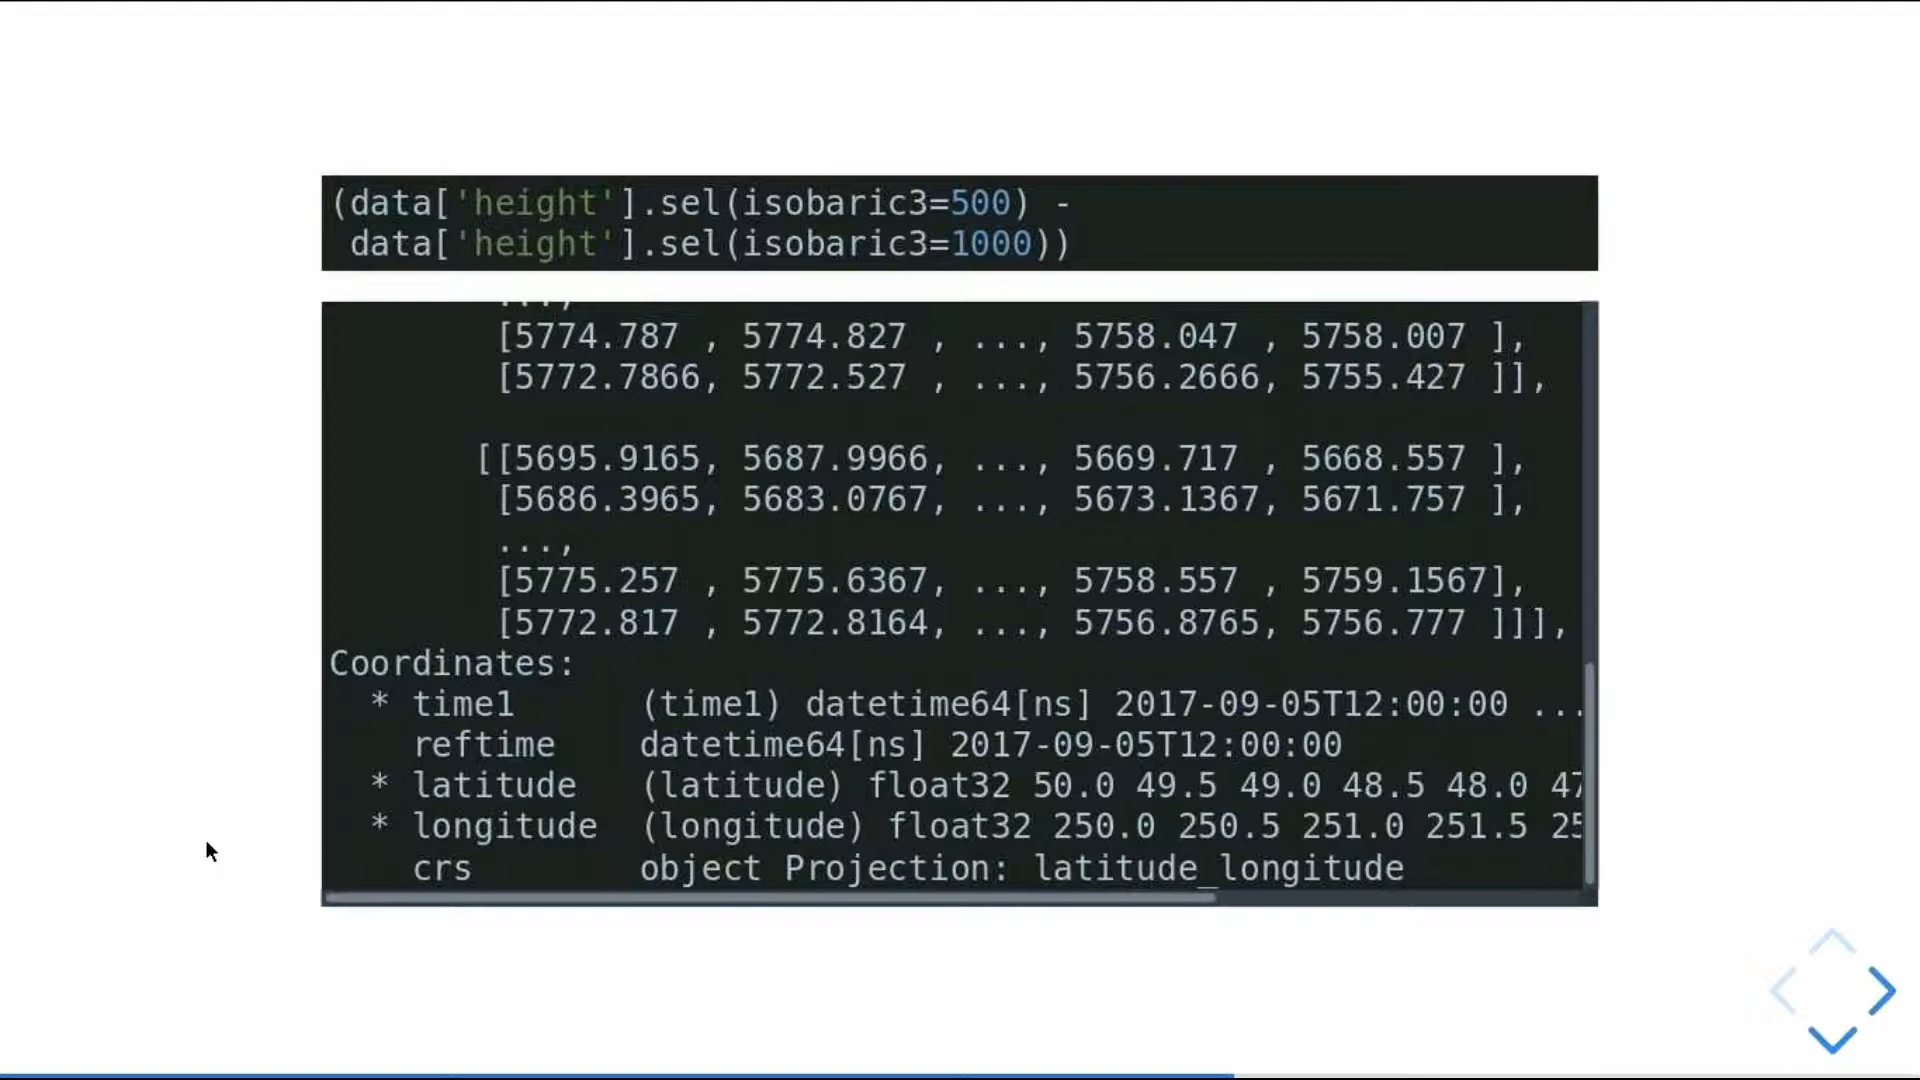 (data['height'].sel(isobaric3=500) -
 data['height'].sel(isobaric3=1000))
...,
[5774.787 , 5774.827 , ..., 5758.047 , 5758.007 ],
[5772.7866, 5772.527 , ..., 5756.2666, 5755.427 ]],
[[5695.9165, 5687.9966, ..., 5669.717 , 5668.557 ],
[5686.3965, 5683.0767, ..., 5673.1367, 5671.757 ],
...,
[5775.257 , 5775.6367, ..., 5758.557 , 5759.1567],
[5772.817 , 5772.8164, ..., 5756.8765, 5756.777 ]]],
Coordinates:
* time1 (time1) datetime64[ns] 2017-09-05T12:00:00 ...
reftime datetime64[ns] 2017-09-05T12:00:00
* latitude (latitude) float32 50.0 49.5 49.0 48.5 48.0 47
* longitude (longitude) float32 250.0 250.5 251.0 251.5 25
crs object Projection: latitude_longitude